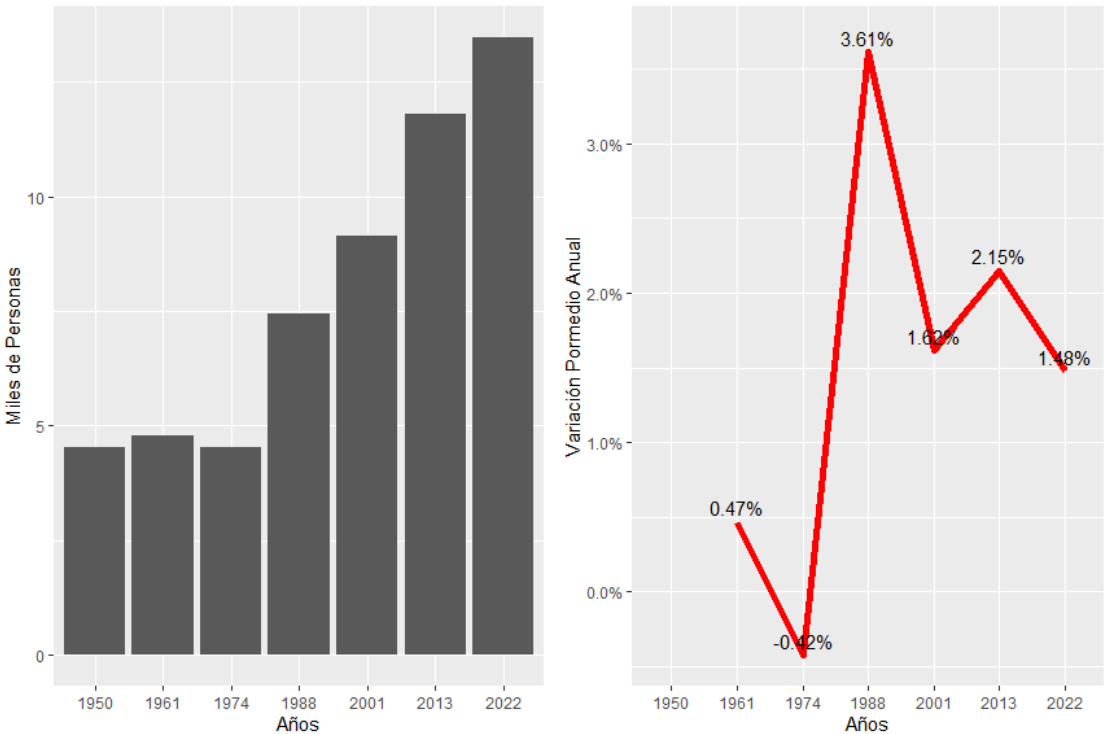 10
5
0
Miles de Personas
1950 1961 1974 1988 2001 2013 2022
Años
3.61%
3.0%
2.15%
2.0%
1.62%
1.48%
1.0%
0.47%
0.0%
-0.42%
Variación Pormedio Anual
1950 1961 1974 1988 2001 2013 2022
Años